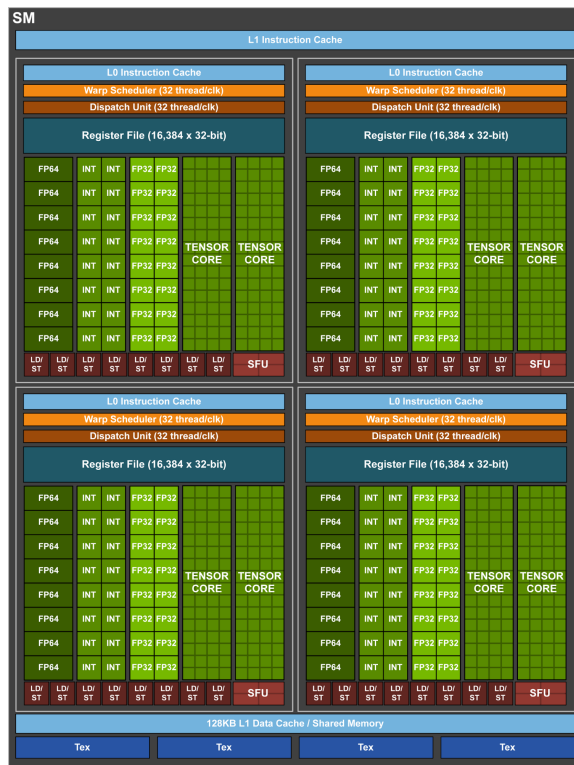 SM
L1 Instruction Cache
L0 Instruction Cache
Warp Scheduler (32 thread/clk)
Dispatch Unit (32 thread/clk)
Register File (16,384 x 32-bit)
FP64 INT INT FP32 FP32
FP64 INT INT FP32 FP32
FP64 INT INT FP32 FP32
FP64 INT INT FP32 FP32
TENSOR CORE TENSOR CORE
FP64 INT INT FP32 FP32
FP64 INT INT FP32 FP32
FP64 INT INT FP32 FP32
FP64 INT INT FP32 FP32
LD/ LD/ LD/ LD/ LD/ LD/ LD/ LD/ SFU
ST ST ST ST ST ST ST ST
L0 Instruction Cache
Warp Scheduler (32 thread/clk)
Dispatch Unit (32 thread/clk)
Register File (16,384 x 32-bit)
FP64 INT INT FP32 FP32
FP64 INT INT FP32 FP32
FP64 INT INT FP32 FP32
FP64 INT INT FP32 FP32
TENSOR CORE TENSOR CORE
FP64 INT INT FP32 FP32
FP64 INT INT FP32 FP32
FP64 INT INT FP32 FP32
FP64 INT INT FP32 FP32
LD/ LD/ LD/ LD/ LD/ LD/ LD/ LD/ SFU
ST ST ST ST ST ST ST ST
L0 Instruction Cache
Warp Scheduler (32 thread/clk)
Dispatch Unit (32 thread/clk)
Register File (16,384 x 32-bit)
FP64 INT INT FP32 FP32
FP64 INT INT FP32 FP32
FP64 INT INT FP32 FP32
FP64 INT INT FP32 FP32
TENSOR CORE TENSOR CORE
FP64 INT INT FP32 FP32
FP64 INT INT FP32 FP32
FP64 INT INT FP32 FP32
FP64 INT INT FP32 FP32
LD/ LD/ LD/ LD/ LD/ LD/ LD/ LD/ SFU
ST ST ST ST ST ST ST ST
L0 Instruction Cache
Warp Scheduler (32 thread/clk)
Dispatch Unit (32 thread/clk)
Register File (16,384 x 32-bit)
FP64 INT INT FP32 FP32
FP64 INT INT FP32 FP32
FP64 INT INT FP32 FP32
FP64 INT INT FP32 FP32
TENSOR CORE TENSOR CORE
FP64 INT INT FP32 FP32
FP64 INT INT FP32 FP32
FP64 INT INT FP32 FP32
FP64 INT INT FP32 FP32
LD/ LD/ LD/ LD/ LD/ LD/ LD/ LD/ SFU
ST ST ST ST ST ST ST ST
128KB L1 Data Cache / Shared Memory
Tex Tex Tex Tex